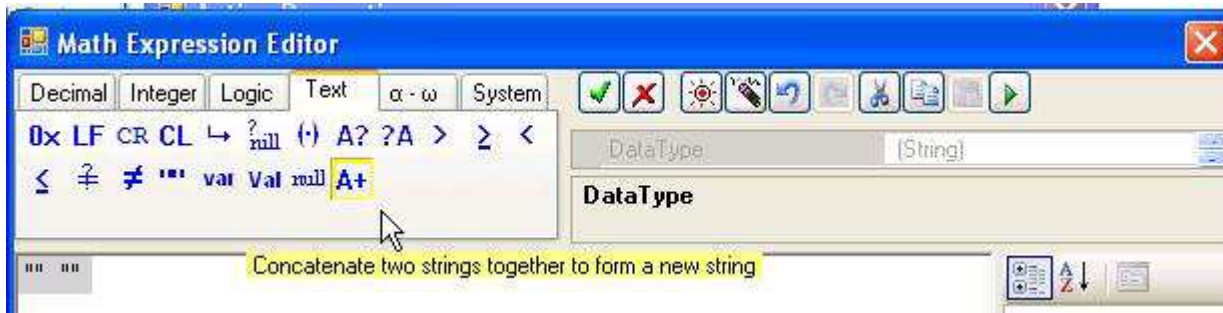 Math Expression Editor
Decimal Integer Logic Text α - ω System
0x LF CR CL ↵ ?null (·) A? ?A > ≥ <
DataType (String)
≤ ≠ "" var Val null A+
DataType
Concatenate two strings together to form a new string
"" ""
A Z